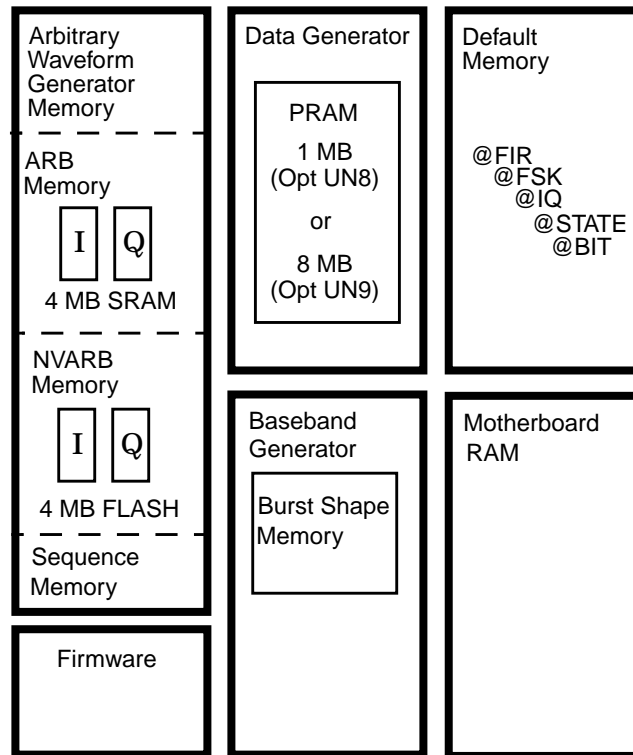 Arbitrary
Waveform
Generator
Memory
ARB
Memory
I Q
4 MB SRAM
NVARB
Memory
I Q
4 MB FLASH
Sequence
Memory
Firmware
Data Generator
PRAM
1 MB
(Opt UN8)
or
8 MB
(Opt UN9)
Baseband
Generator
Burst Shape
Memory
Default
Memory
@FIR
@FSK
@IQ
@STATE
@BIT
Motherboard
RAM